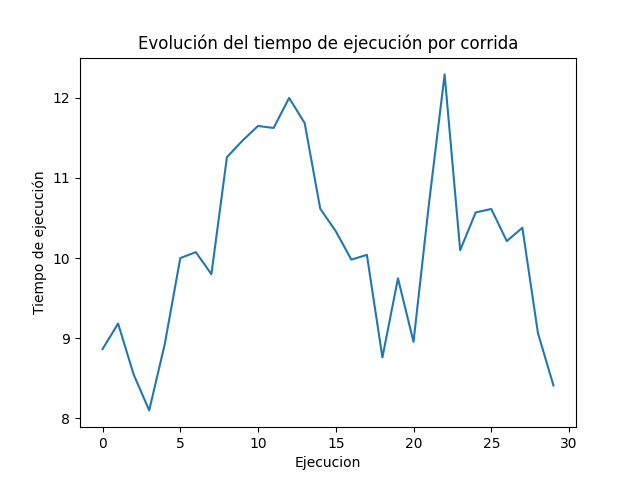 Evolución del tiempo de ejecución por corrida
Tiempo de ejecución
12
11
10
9
8
0 5 10 15 20 25 30
Ejecucion